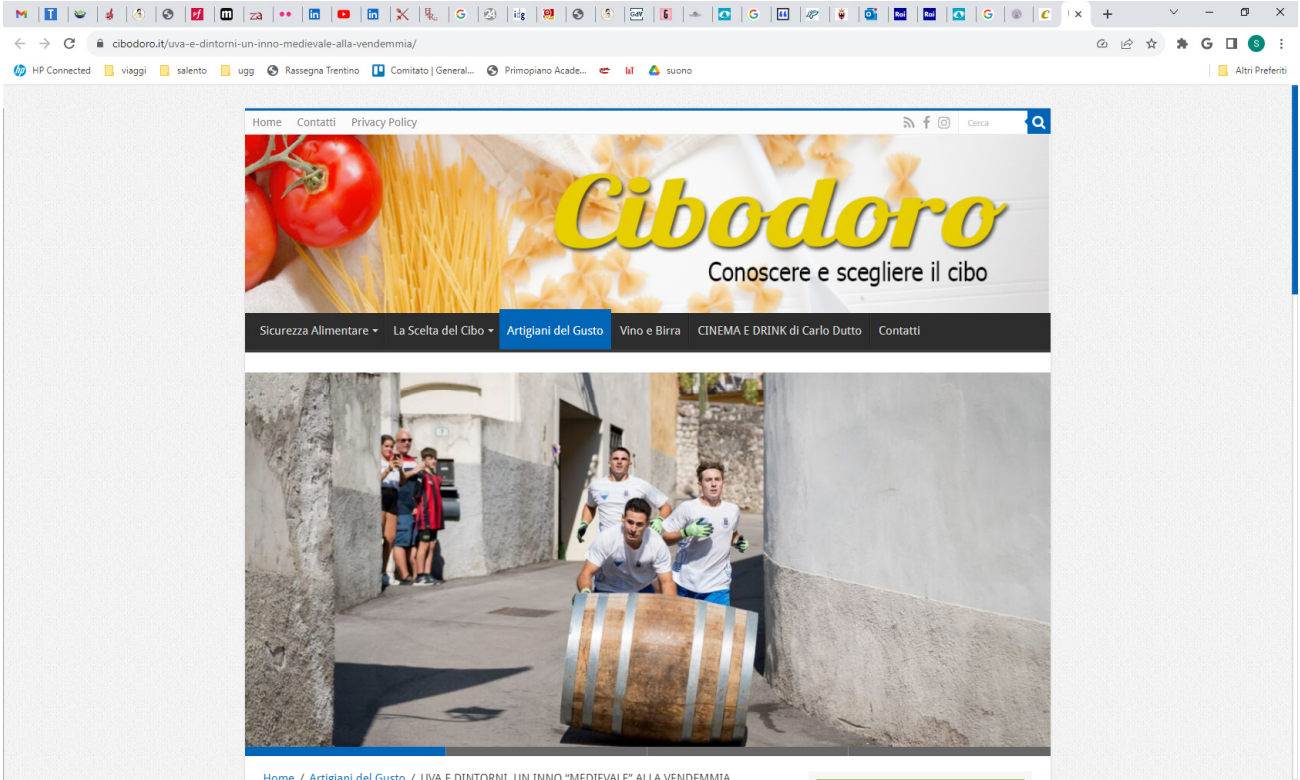 cibodoro.it/uva-e-dintorni-un-inno-medievale-alla-vendemmia/
HP Connected viaggi salento ugg Rassegna Trentino Comitato | General... Primopiano Acade... suono Altri Preferiti
Home Contatti Privacy Policy Cerca
Cibodoro
Conoscere e scegliere il cibo
Sicurezza Alimentare La Scelta del Cibo Artigiani del Gusto Vino e Birra CINEMA E DRINK di Carlo Dutto Contatti
Home / Artigiani del Gusto / UVA E DINTORNI, UN INNO “MEDIEVALE” ALLA VENDEMMIA